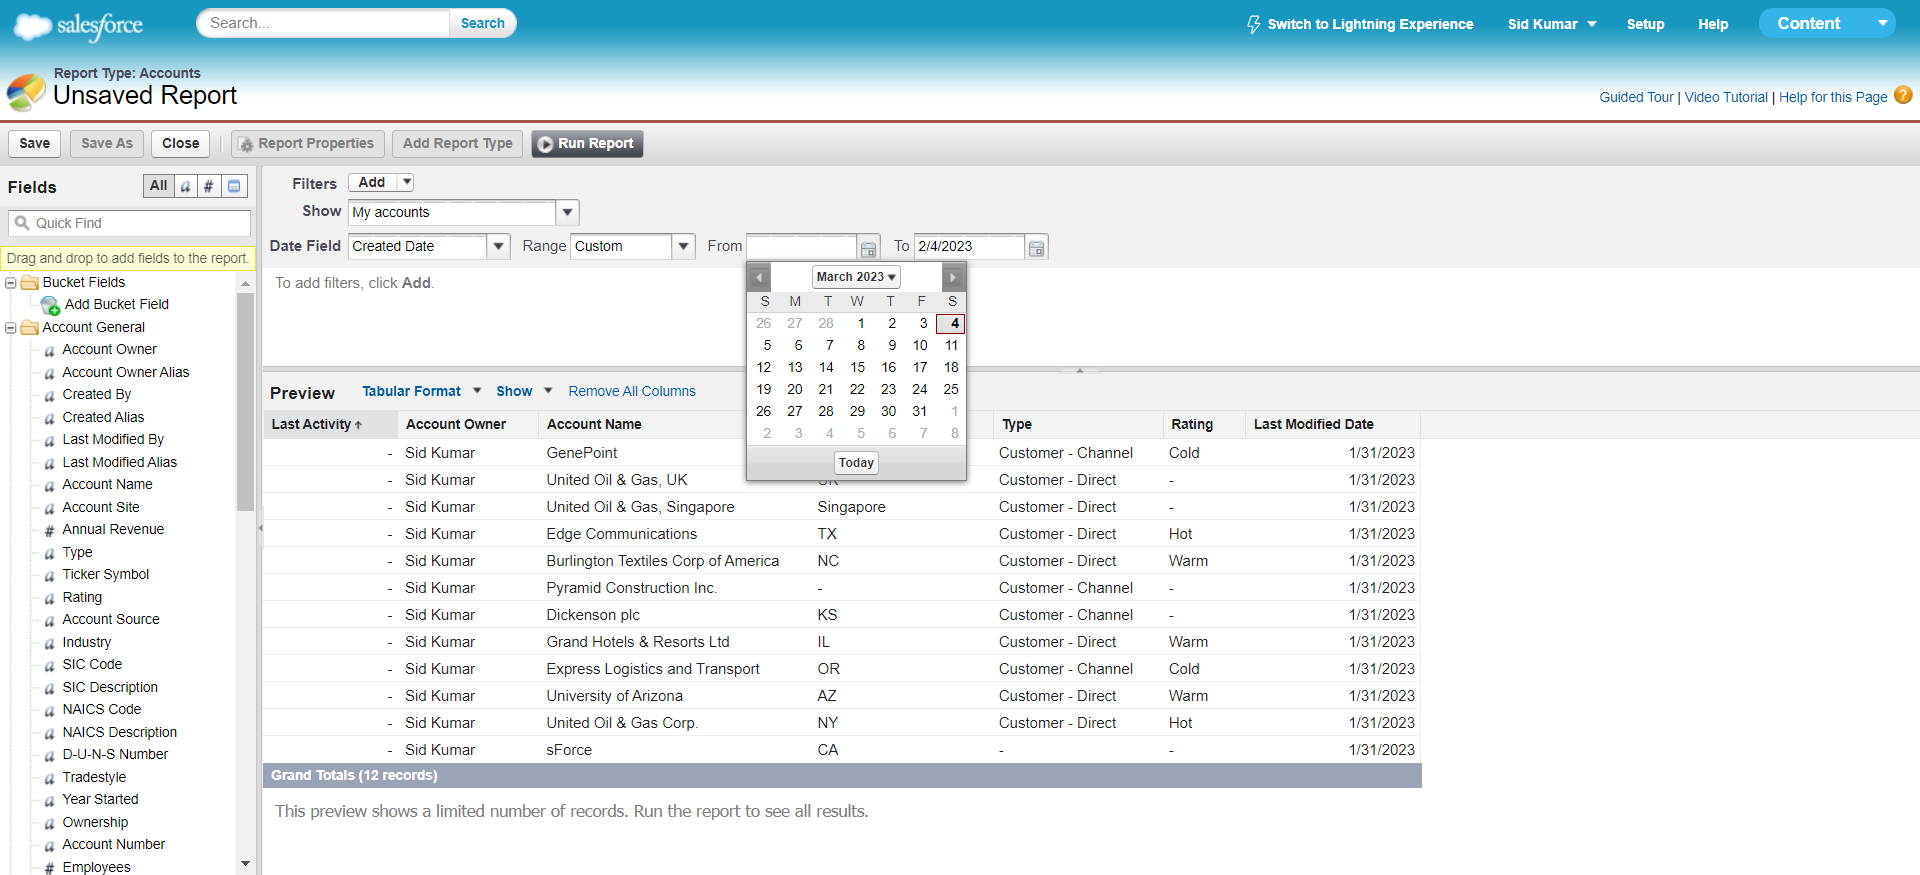 salesforce
Search... Search
Switch to Lightning Experience Sid Kumar Setup Help Content
Report Type: Accounts
Unsaved Report
Guided Tour | Video Tutorial | Help for this Page ?
Save Save As Close Report Properties Add Report Type Run Report
Fields All a #
Quick Find
Drag and drop to add fields to the report.
Bucket Fields
Add Bucket Field
Account General
a Account Owner
a Account Owner Alias
a Created By
a Created Alias
a Last Modified By
a Last Modified Alias
a Account Name
a Account Site
# Annual Revenue
a Type
a Ticker Symbol
a Rating
a Account Source
a Industry
a SIC Code
a SIC Description
a NAICS Code
a NAICS Description
a D-U-N-S Number
a Tradestyle
a Year Started
a Ownership
a Account Number
# Employees
Filters Add
Show My accounts
Date Field Created Date Range Custom From To 2/4/2023
To add filters, click Add.
March 2023
S M T W T F S
26 27 28 1 2 3 4
5 6 7 8 9 10 11
12 13 14 15 16 17 18
19 20 21 22 23 24 25
26 27 28 29 30 31 1
2 3 4 5 6 7 8
Today
Preview Tabular Format Show Remove All Columns
Last Activity Account Owner Account Name Type Rating Last Modified Date
- Sid Kumar GenePoint Customer - Channel Cold 1/31/2023
- Sid Kumar United Oil & Gas, UK UK Customer - Direct - 1/31/2023
- Sid Kumar United Oil & Gas, Singapore Singapore Customer - Direct - 1/31/2023
- Sid Kumar Edge Communications TX Customer - Direct Hot 1/31/2023
- Sid Kumar Burlington Textiles Corp of America NC Customer - Direct Warm 1/31/2023
- Sid Kumar Pyramid Construction Inc. - Customer - Channel - 1/31/2023
- Sid Kumar Dickenson plc KS Customer - Channel - 1/31/2023
- Sid Kumar Grand Hotels & Resorts Ltd IL Customer - Direct Warm 1/31/2023
- Sid Kumar Express Logistics and Transport OR Customer - Channel Cold 1/31/2023
- Sid Kumar University of Arizona AZ Customer - Direct Warm 1/31/2023
- Sid Kumar United Oil & Gas Corp. NY Customer - Direct Hot 1/31/2023
- Sid Kumar sForce CA - - 1/31/2023
Grand Totals (12 records)
This preview shows a limited number of records. Run the report to see all results.